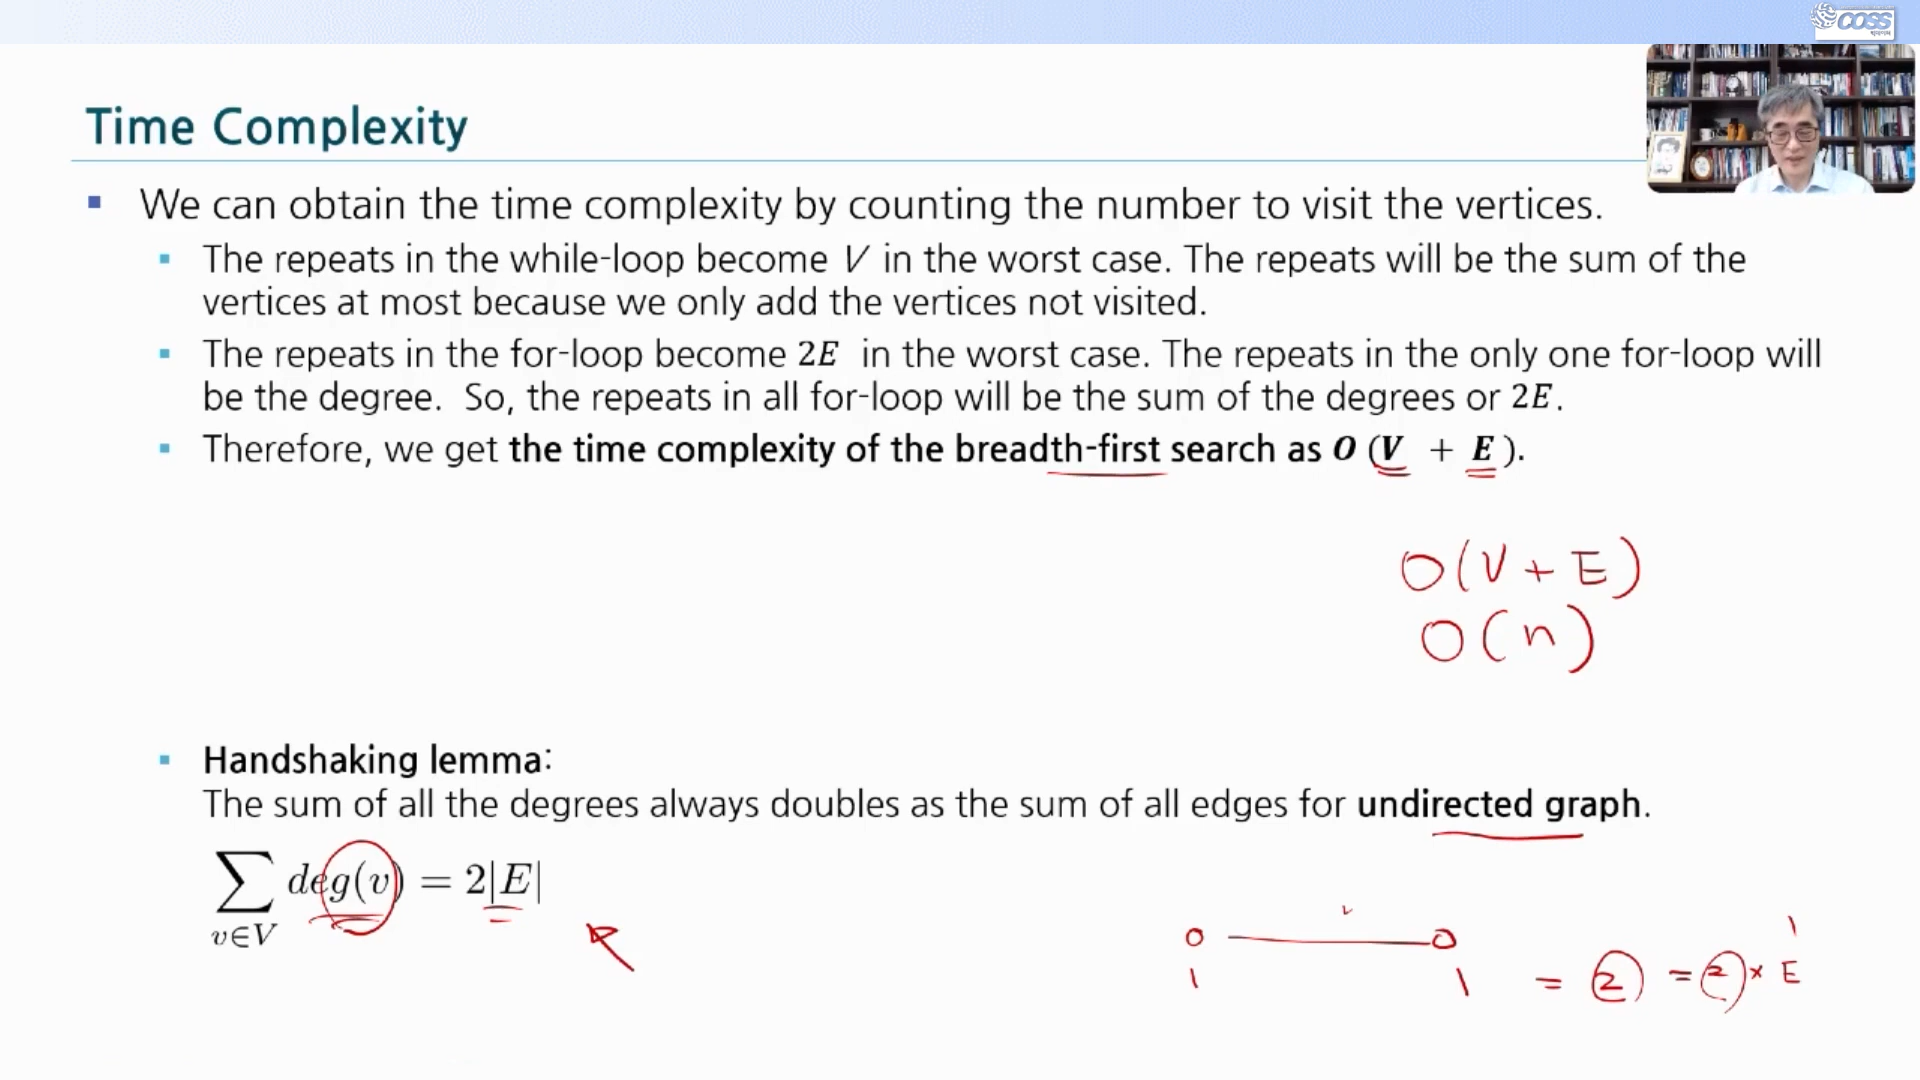 COSS
Time Complexity
We can obtain the time complexity by counting the number to visit the vertices.
The repeats in the while-loop become V in the worst case. The repeats will be the sum of the
vertices at most because we only add the vertices not visited.
The repeats in the for-loop become 2E in the worst case. The repeats in the only one for-loop will
be the degree. So, the repeats in all for-loop will be the sum of the degrees or 2E.
Therefore, we get the time complexity of the breadth-first search as O (V + E ).
O(V + E)
O(n)
Handshaking lemma:
The sum of all the degrees always doubles as the sum of all edges for undirected graph.
∑ deg(v) = 2|E|
v∈V
1
1 1 = 2 = 2 × E